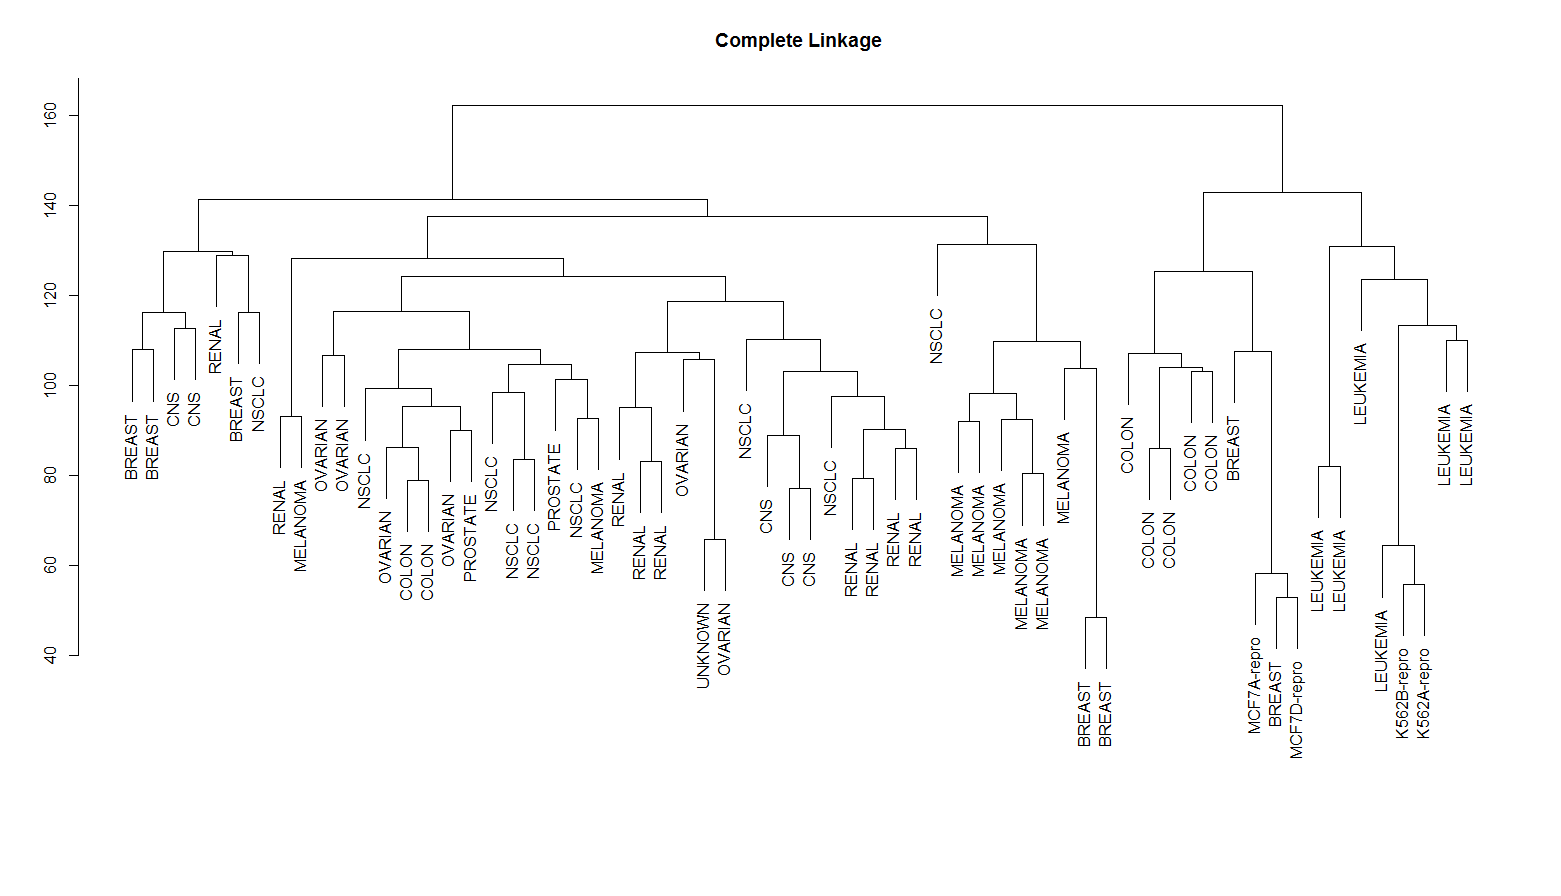 Complete Linkage
160
140
120
100
80
60
40
BREAST
BREAST
CNS
CNS
RENAL
BREAST
NSCLC
RENAL
MELANOMA
OVARIAN
OVARIAN
NSCLC
OVARIAN
COLON
COLON
OVARIAN
PROSTATE
NSCLC
NSCLC
NSCLC
PROSTATE
NSCLC
MELANOMA
RENAL
RENAL
RENAL
OVARIAN
UNKNOWN
OVARIAN
NSCLC
CNS
CNS
CNS
NSCLC
RENAL
RENAL
RENAL
RENAL
NSCLC
MELANOMA
MELANOMA
MELANOMA
MELANOMA
MELANOMA
MELANOMA
BREAST
BREAST
COLON
COLON
COLON
COLON
COLON
BREAST
MCF7A-repro
BREAST
MCF7D-repro
LEUKEMIA
LEUKEMIA
LEUKEMIA
LEUKEMIA
K562B-repro
K562A-repro
LEUKEMIA
LEUKEMIA